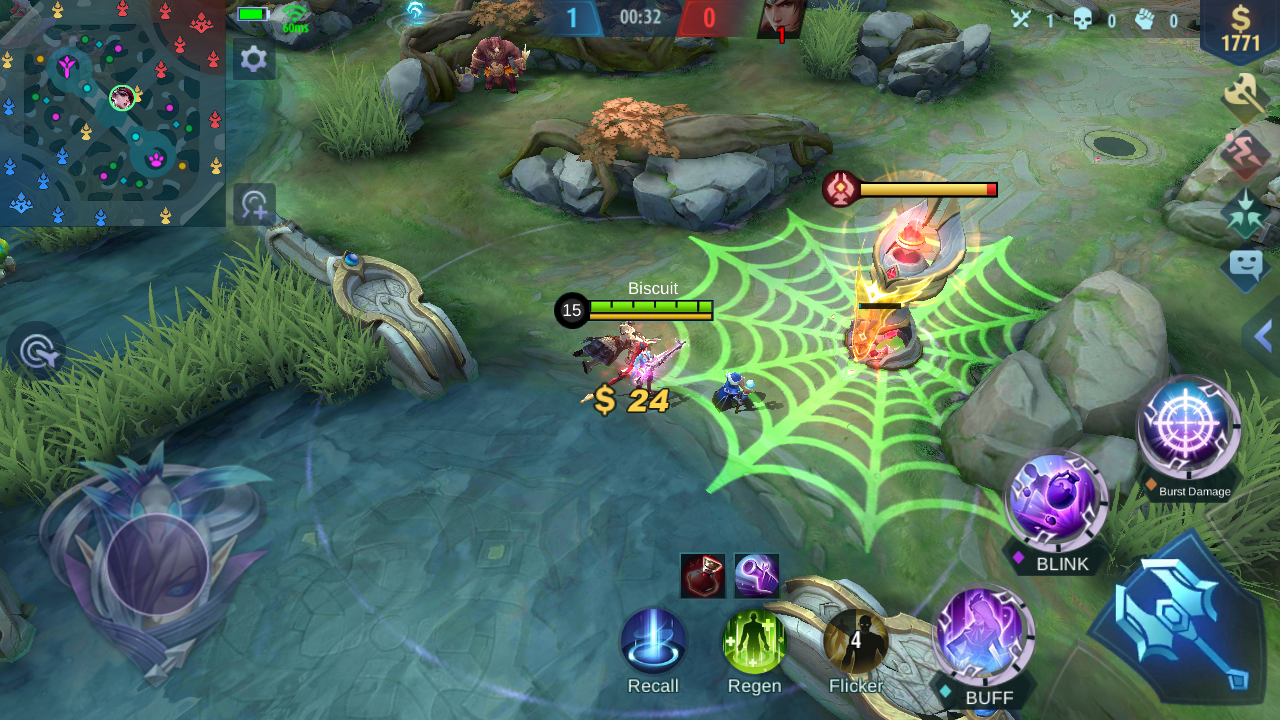 60ms
1
00:32
0
1
1
0
0
$
1771
Biscuit
15
$ 24
Burst Damage
BLINK
4
Recall
Regen
Flicker
BUFF